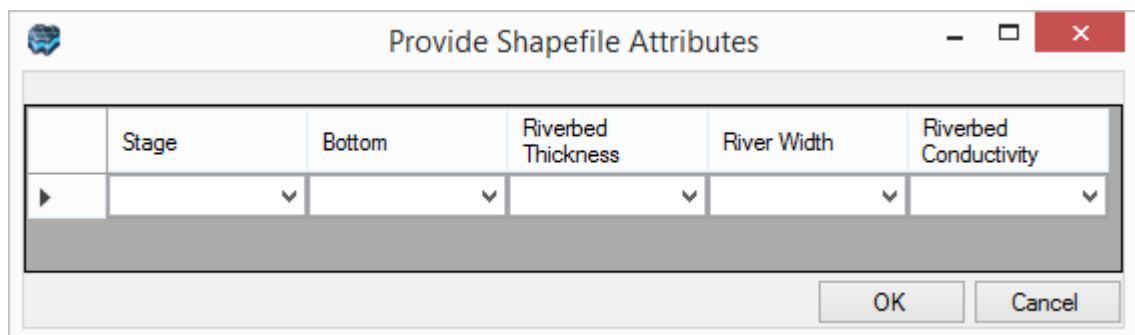 Provide Shapefile Attributes
Stage
Bottom
Riverbed
Thickness
River Width
Riverbed
Conductivity
OK
Cancel